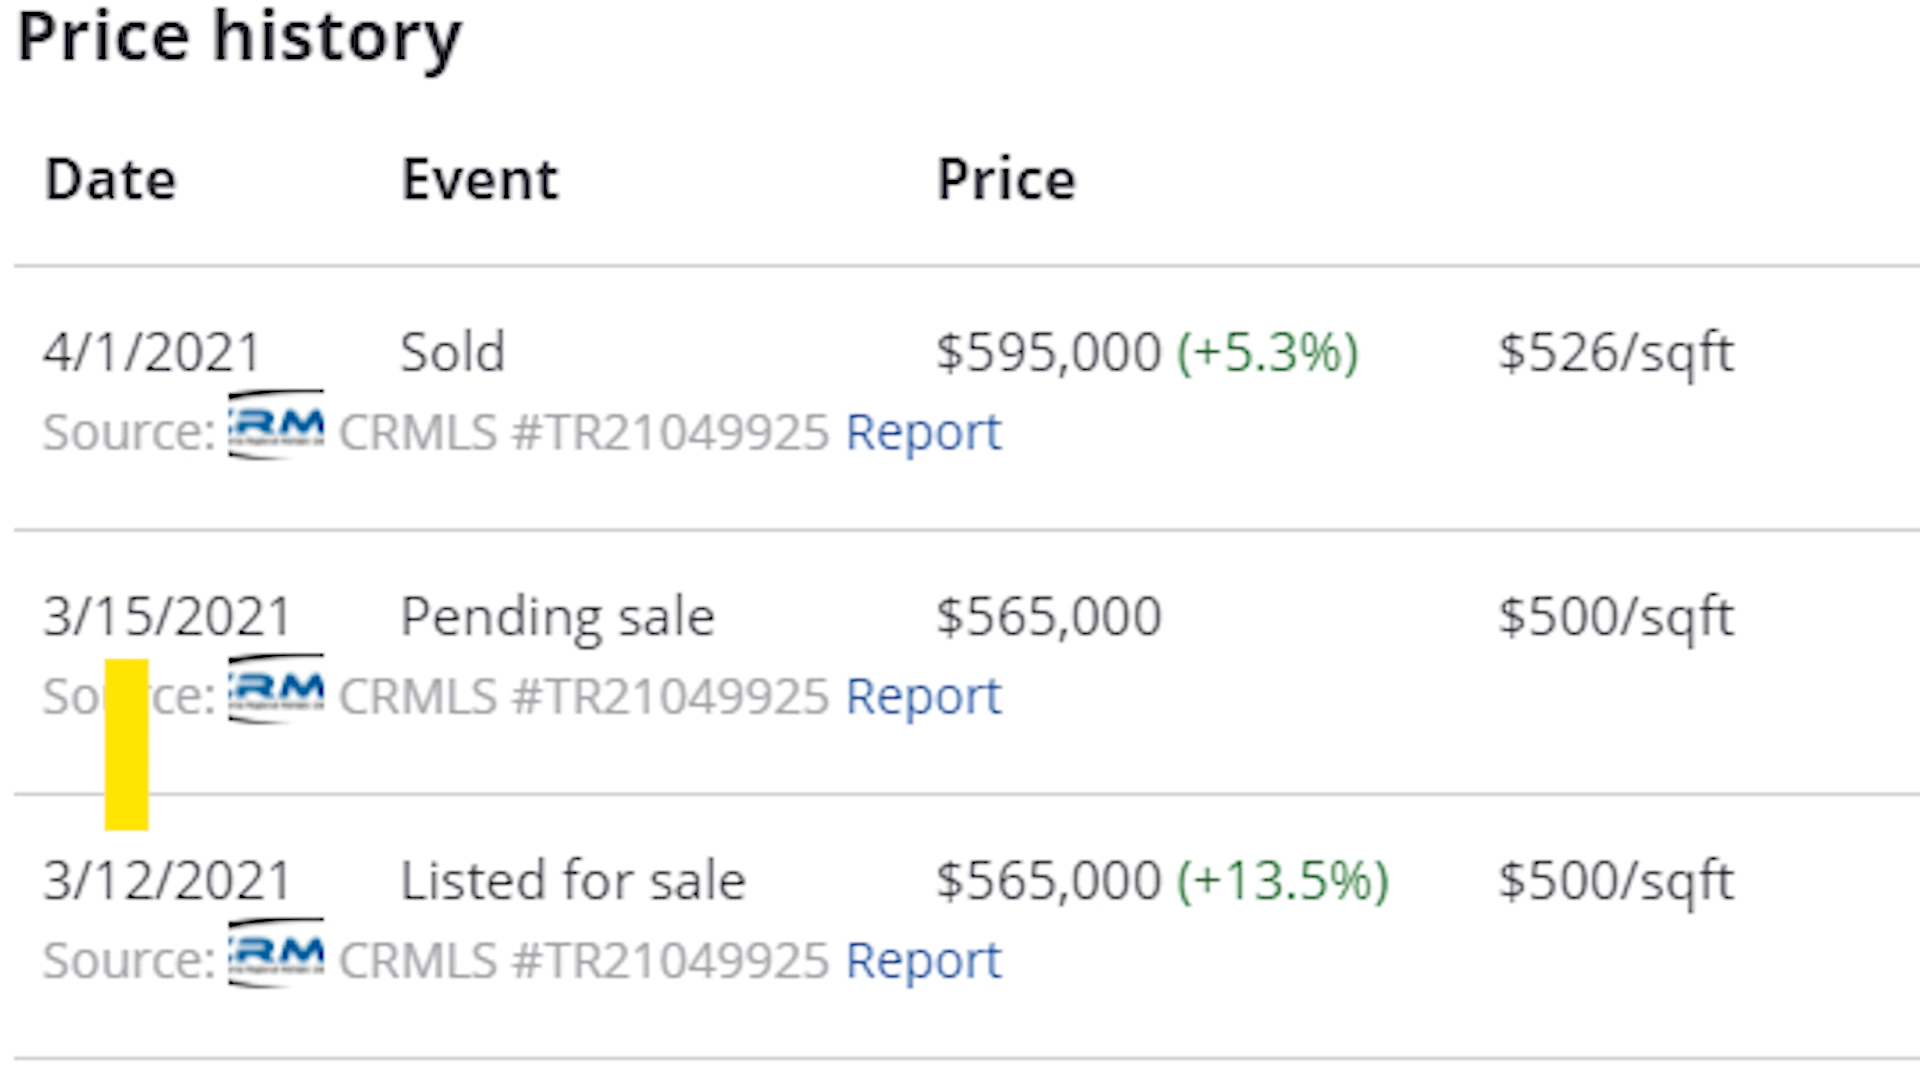 Price history
Date Event Price
4/1/2021 Sold $595,000 (+5.3%) $526/sqft
Source: CRMLS #TR21049925 Report
3/15/2021 Pending sale $565,000 $500/sqft
CRMLS #TR21049925 Report
3/12/2021 Listed for sale $565,000 (+13.5%) $500/sqft
Source: CRMLS #TR21049925 Report